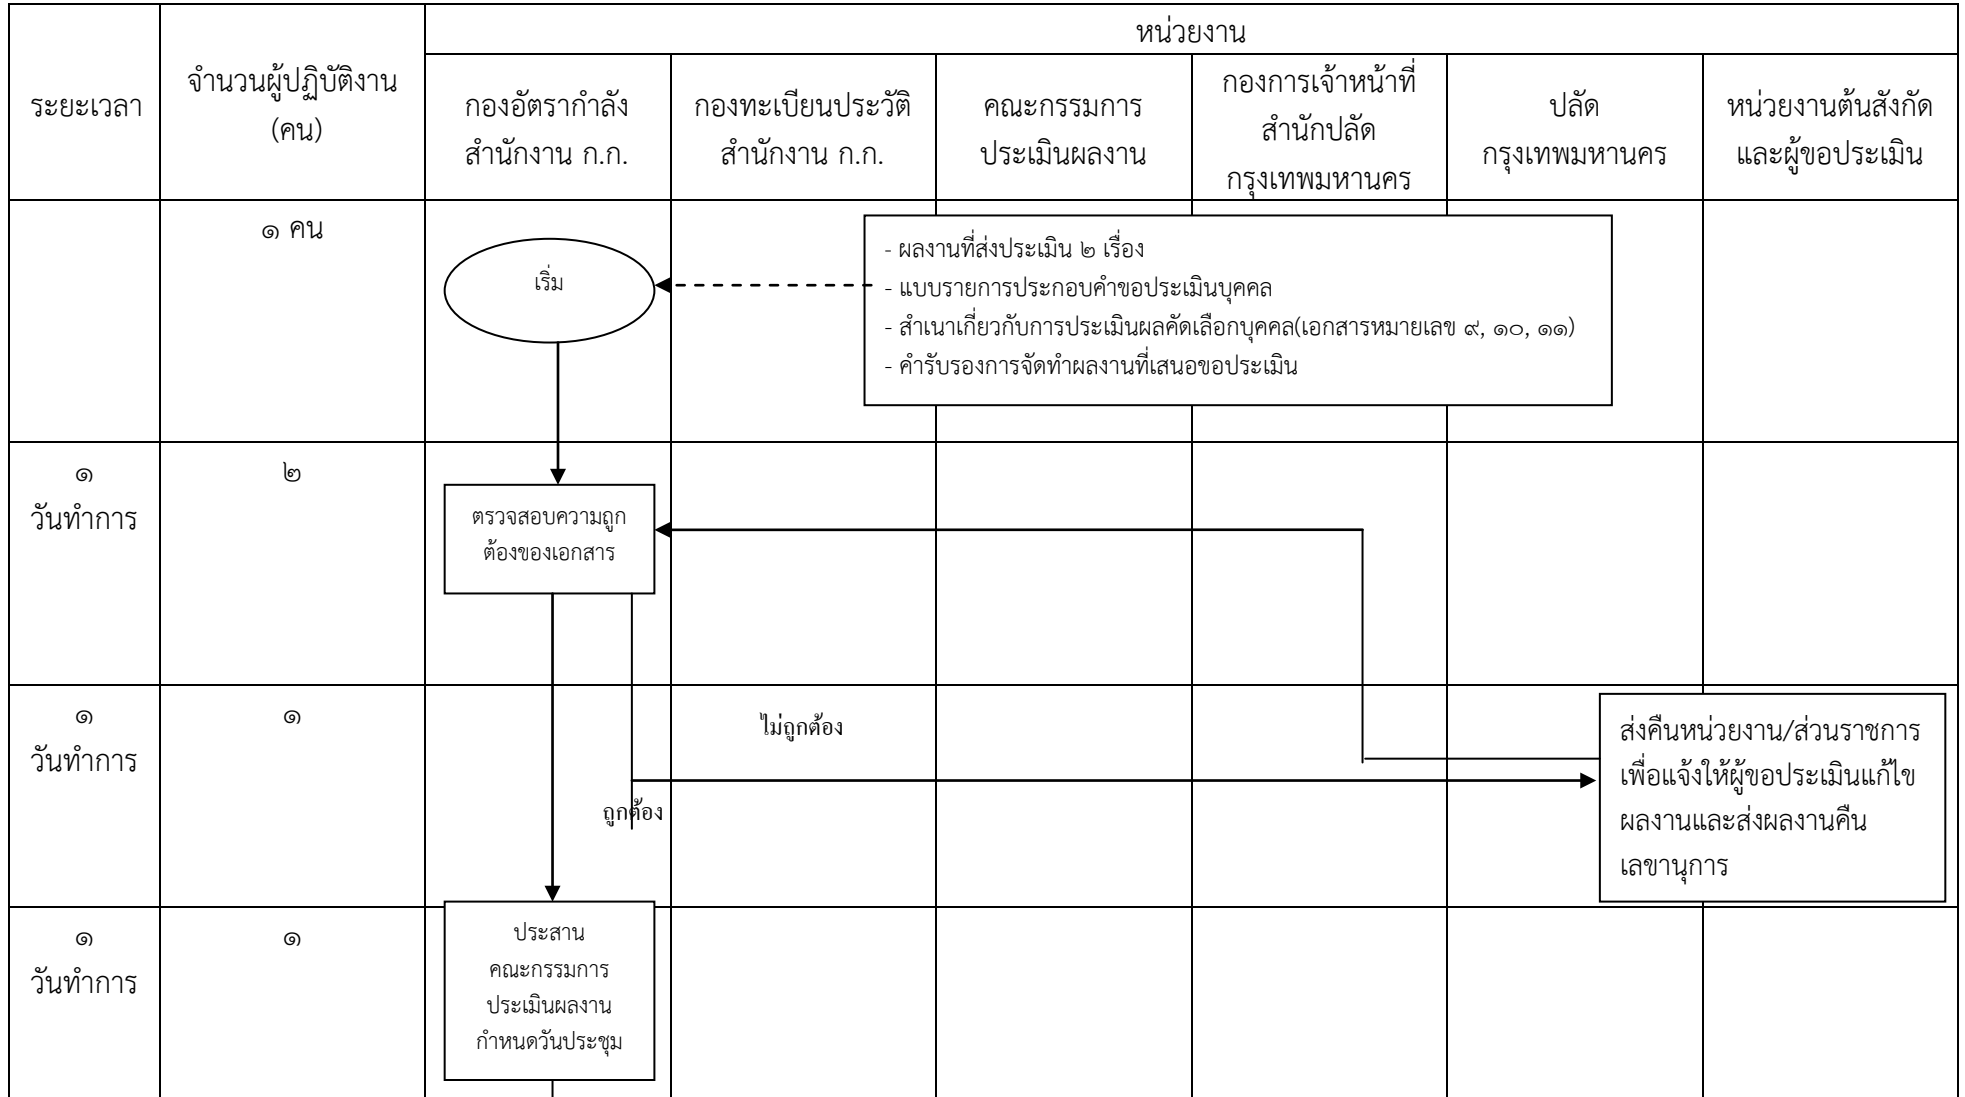 หน่วยงาน
ระยะเวลา
จำนวนผู้ปฏิบัติงาน
(คน)
กองอัตรากำลัง
สำนักงาน ก.ก.
กองทะเบียนประวัติ
สำนักงาน ก.ก.
คณะกรรมการ
ประเมินผลงาน
กองการเจ้าหน้าที่
สำนักปลัด
กรุงเทพมหานคร
ปลัด
กรุงเทพมหานคร
หน่วยงานต้นสังกัด
และผู้ขอประเมิน
๑ คน
เริ่ม
- ผลงานที่ส่งประเมิน ๒ เรื่อง
- แบบรายการประกอบคำขอประเมินบุคคล
- สำเนาเกี่ยวกับการประเมินผลคัดเลือกบุคคล(เอกสารหมายเลข ๙, ๑๐, ๑๑)
- คำรับรองการจัดทำผลงานที่เสนอขอประเมิน
๑
วันทำการ
๒
ตรวจสอบความถูก
ต้องของเอกสาร
๑
วันทำการ
๑
ไม่ถูกต้อง
ถูกต้อง
ส่งคืนหน่วยงาน/ส่วนราชการ
เพื่อแจ้งให้ผู้ขอประเมินแก้ไข
ผลงานและส่งผลงานคืน
เลขานุการ
๑
วันทำการ
๑
ประสาน
คณะกรรมการ
ประเมินผลงาน
กำหนดวันประชุม